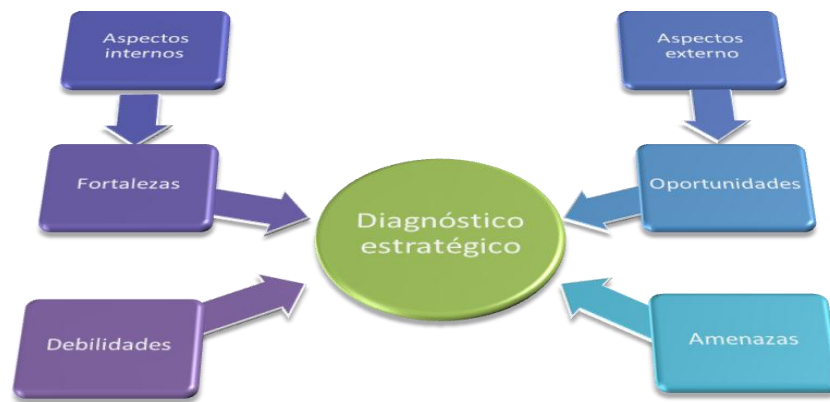 Aspectos
internos
Aspectos
externo
Fortalezas
Oportunidades
Diagnóstico
estratégico
Debilidades
Amenazas